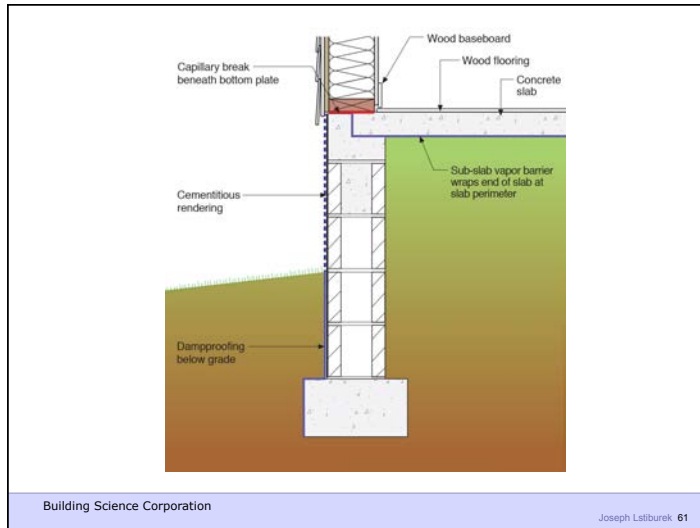 Wood baseboard
Wood flooring
Capillary break
beneath bottom plate
Concrete
slab
Sub-slab vapor barrier
wraps end of slab at
slab perimeter
Cementitious
rendering
Dampproofing
below grade
Building Science Corporation
Joseph Lstiburek 61